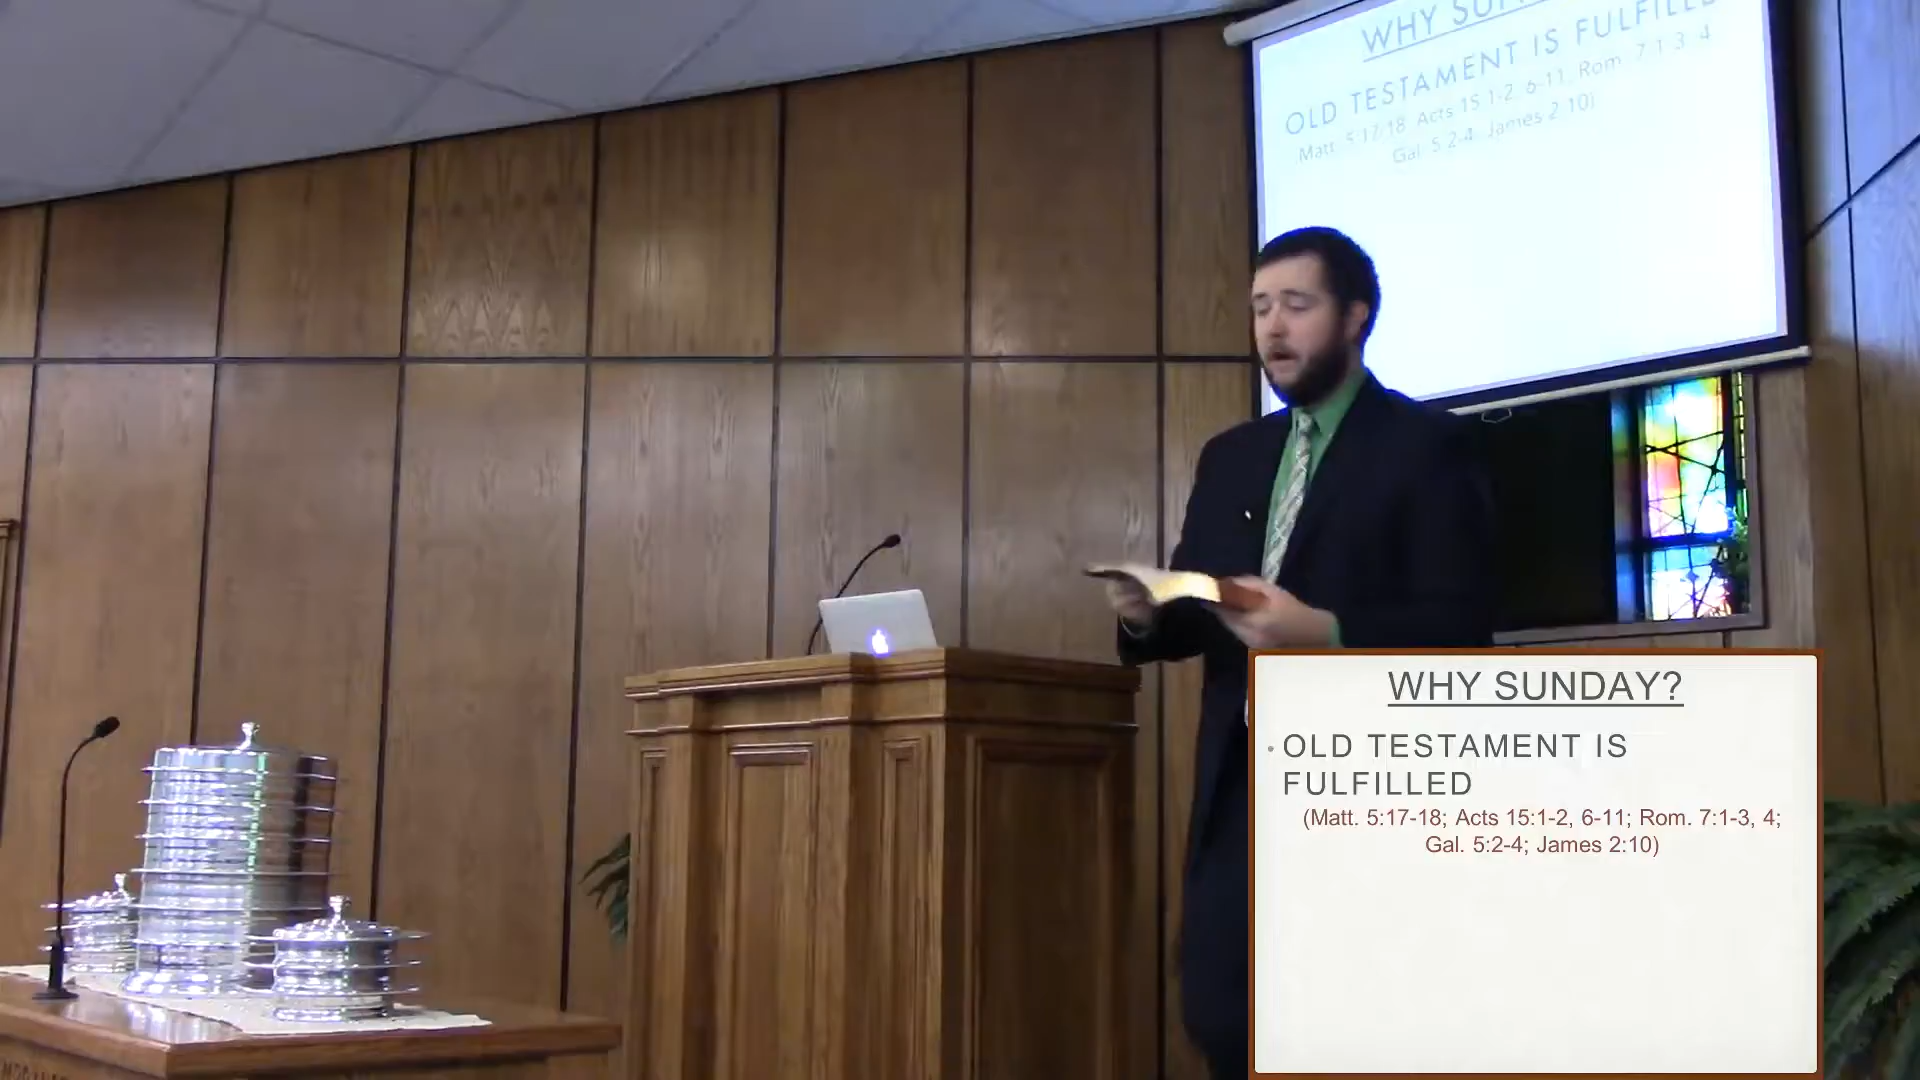 WHY SUN
OLD TESTAMENT IS FULFILLED
Matt. 5:17-18 Acts 15:1-2, 6-11, Rom. 7:1-3, 4
Gal. 5:2-4; James 2:10)
WHY SUNDAY?
• OLD TESTAMENT IS
FULFILLED
(Matt. 5:17-18; Acts 15:1-2, 6-11; Rom. 7:1-3, 4;
Gal. 5:2-4; James 2:10)